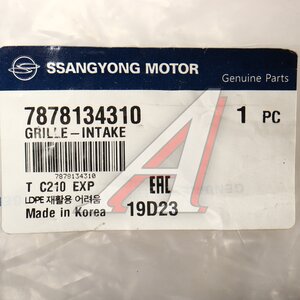 SSANGYONG MOTOR
Genuine Parts
7878134310 1 PC
GRILLE-INTAKE
7878134310
T C210 EXP EAC
LDPE 재활용 어려움
Made in Korea 19D23